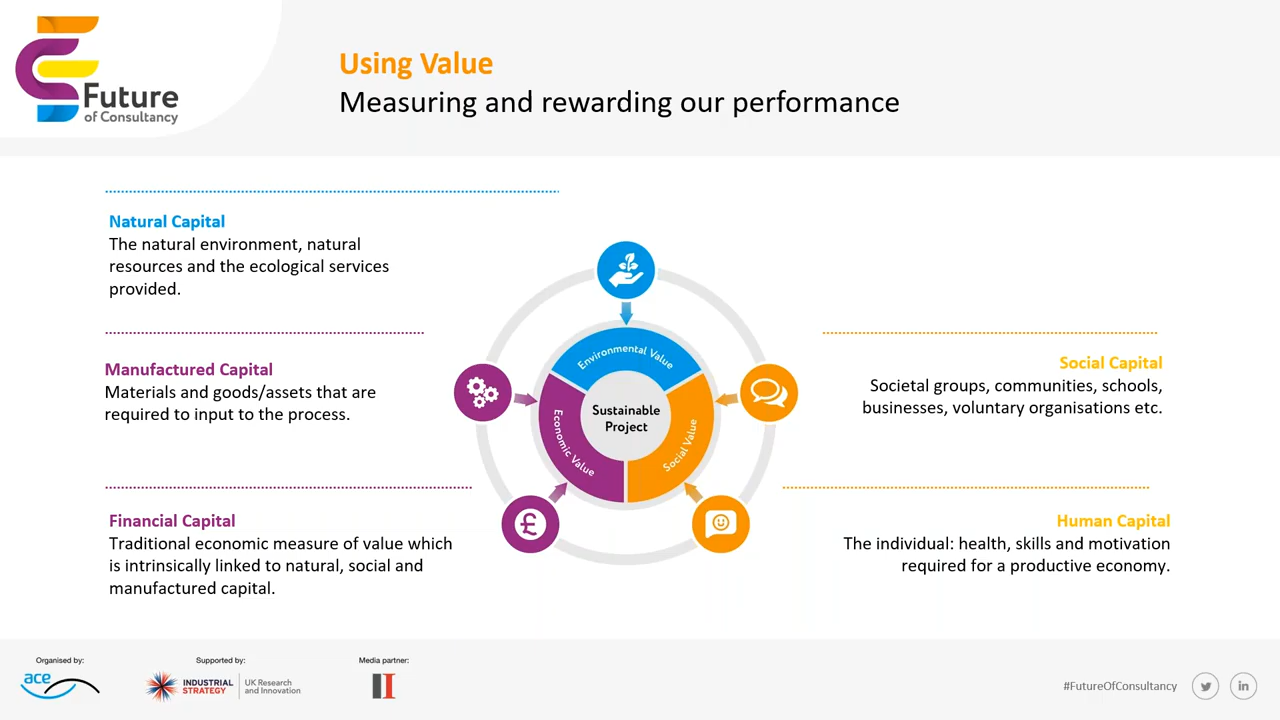 Future
of Consultancy
Using Value
Measuring and rewarding our performance
Natural Capital
The natural environment, natural
resources and the ecological services
provided.
Manufactured Capital
Materials and goods/assets that are
required to input to the process.
Financial Capital
Traditional economic measure of value which
is intrinsically linked to natural, social and
manufactured capital.
Environmental Value
Economic Value
Social Value
Sustainable
Project
£
Social Capital
Societal groups, communities, schools,
businesses, voluntary organisations etc.
Human Capital
The individual: health, skills and motivation
required for a productive economy.
Organised by:
ace
Supported by:
INDUSTRIAL
STRATEGY
UK Research
and Innovation
Media partner:
#FutureOfConsultancy
in